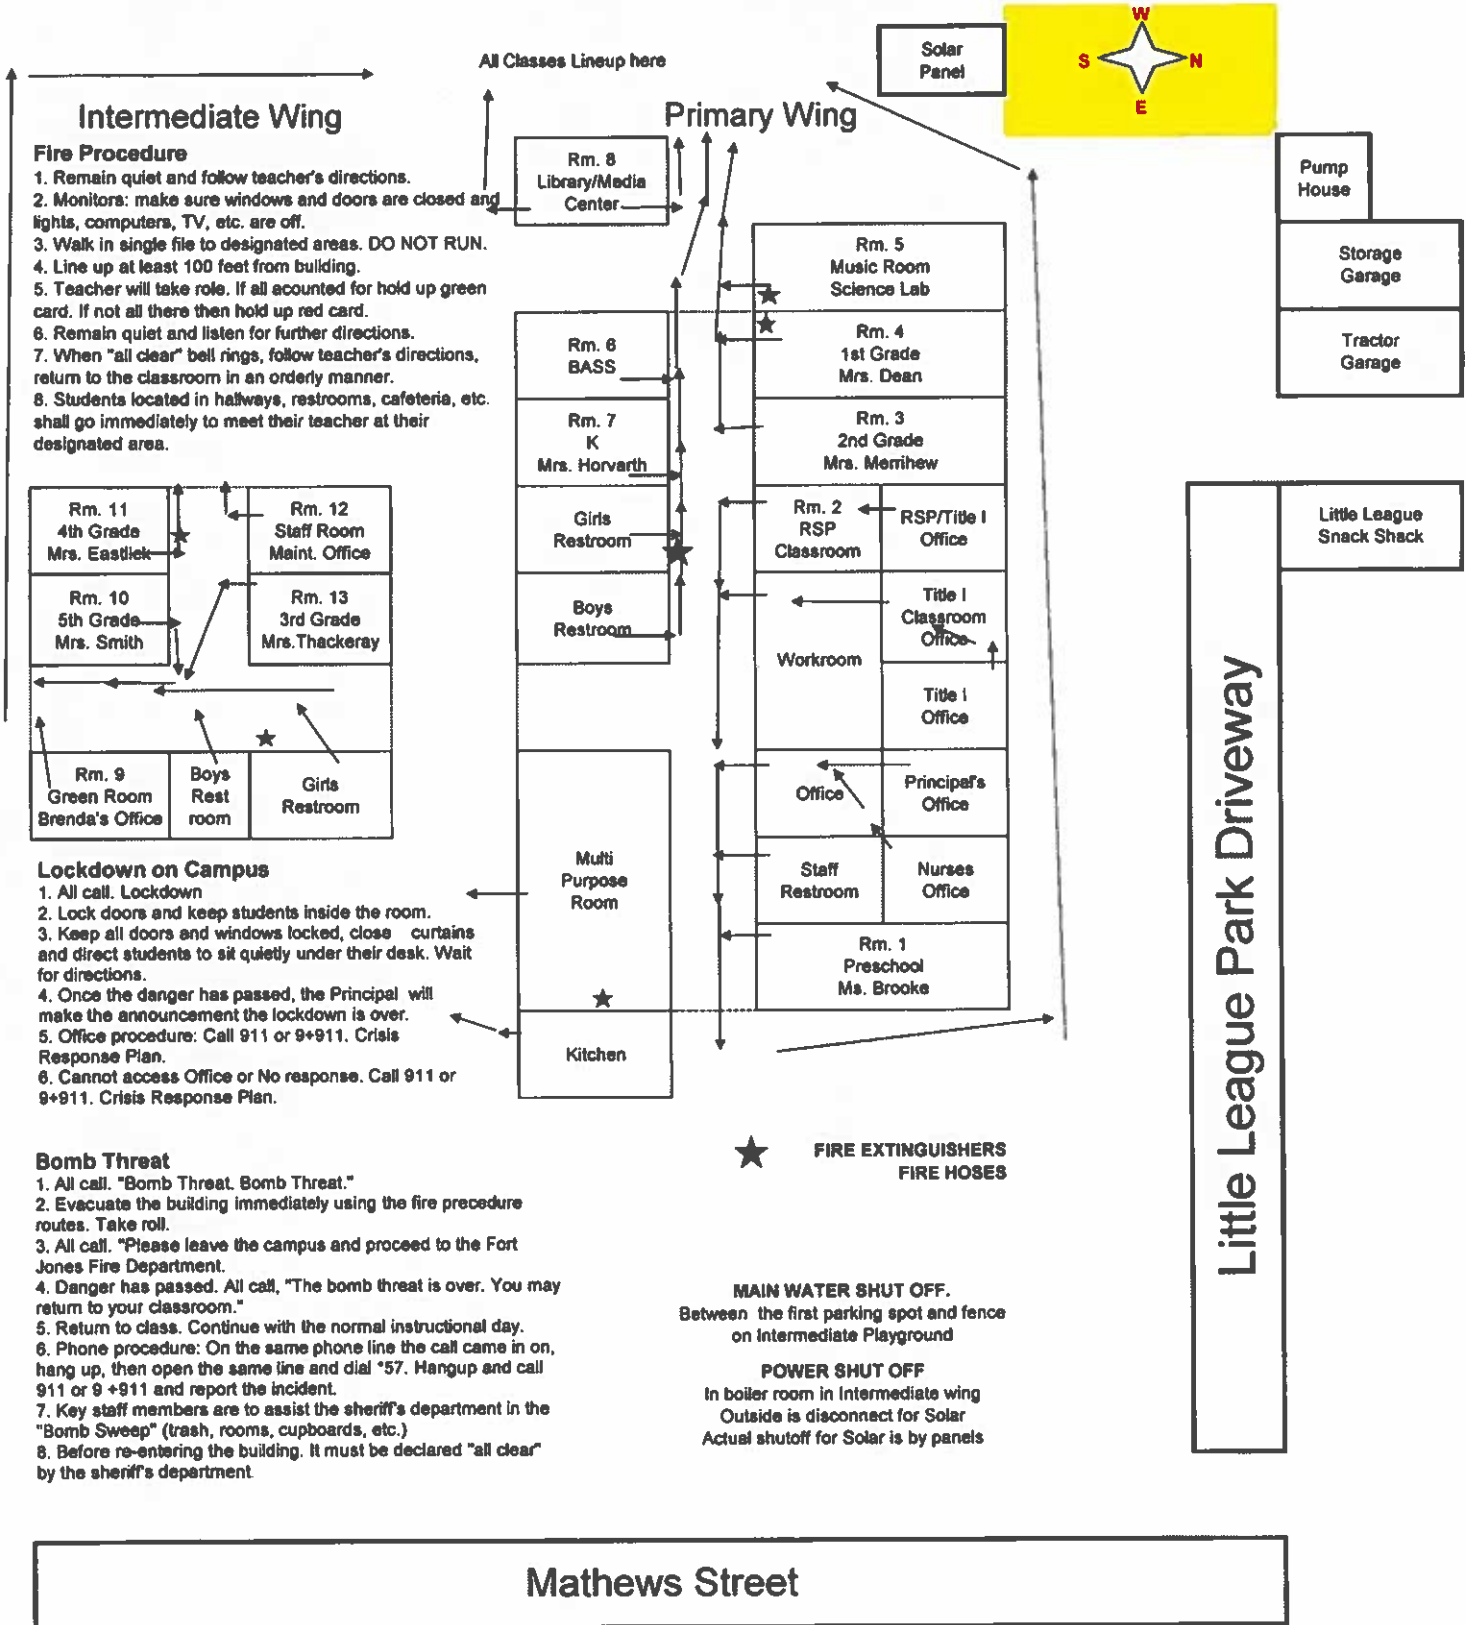 All Classes Lineup here
Solar
Panel
W
S
N
E
Intermediate Wing
Primary Wing
Fire Procedure
1. Remain quiet and follow teacher's directions.
2. Monitors: make sure windows and doors are closed and
lights, computers, TV, etc. are off.
3. Walk in single file to designated areas. DO NOT RUN.
4. Line up at least 100 feet from building.
5. Teacher will take role. If all acounted for hold up green
card. If not all there then hold up red card.
6. Remain quiet and listen for further directions.
7. When "all clear" bell rings, follow teacher's directions,
return to the classroom in an orderly manner.
8. Students located in hallways, restrooms, cafeteria, etc.
shall go immediately to meet their teacher at their
designated area.
Rm. 8
Library/Media
Center
Pump
House
Storage
Garage
Tractor
Garage
Rm. 5
Music Room
Science Lab
Rm. 6
BASS
Rm. 4
1st Grade
Mrs. Dean
Rm. 7
K
Mrs. Horvarth
Rm. 3
2nd Grade
Mrs. Merrihew
Rm. 11
4th Grade
Mrs. Eastlick
Rm. 12
Staff Room
Maint. Office
Girls
Restroom
Rm. 2
RSP
Classroom
RSP/Title I
Office
Little League
Snack Shack
Rm. 10
5th Grade
Mrs. Smith
Rm. 13
3rd Grade
Mrs.Thackeray
Boys
Restroom
Workroom
Title I
Classroom
Office
Title I
Office
Rm. 9
Green Room
Brenda's Office
Boys
Rest
room
Girls
Restroom
Office
Principal's
Office
Multi
Purpose
Room
Staff
Restroom
Nurses
Office
Rm. 1
Preschool
Ms. Brooke
Kitchen
Little League Park Driveway
Lockdown on Campus
1. All call. Lockdown
2. Lock doors and keep students inside the room.
3. Keep all doors and windows locked, close curtains
and direct students to sit quietly under their desk. Wait
for directions.
4. Once the danger has passed, the Principal will
make the announcement the lockdown is over.
5. Office procedure: Call 911 or 9+911. Crisis
Response Plan.
6. Cannot access Office or No response. Call 911 or
9+911. Crisis Response Plan.
FIRE EXTINGUISHERS
FIRE HOSES
Bomb Threat
1. All call. "Bomb Threat. Bomb Threat."
2. Evacuate the building immediately using the fire precedure
routes. Take roll.
3. All call. "Please leave the campus and proceed to the Fort
Jones Fire Department.
4. Danger has passed. All call, "The bomb threat is over. You may
return to your classroom."
5. Return to class. Continue with the normal instructional day.
6. Phone procedure: On the same phone line the call came in on,
hang up, then open the same line and dial *57. Hangup and call
911 or 9 +911 and report the incident.
7. Key staff members are to assist the sheriff's department in the
"Bomb Sweep" (trash, rooms, cupboards, etc.)
8. Before re-entering the building. It must be declared "all clear"
by the sheriff's department
MAIN WATER SHUT OFF.
Between the first parking spot and fence
on Intermediate Playground
POWER SHUT OFF
In boiler room in Intermediate wing
Outside is disconnect for Solar
Actual shutoff for Solar is by panels
Mathews Street